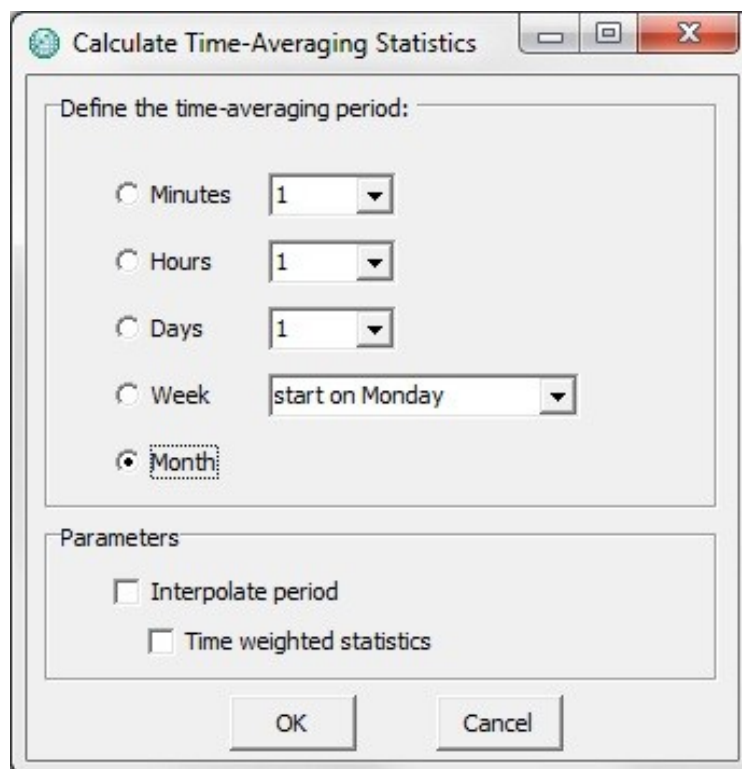 Calculate Time-Averaging Statistics
Define the time-averaging period:
Minutes 1
Hours 1
Days 1
Week start on Monday
Month
Parameters
Interpolate period
Time weighted statistics
OK Cancel